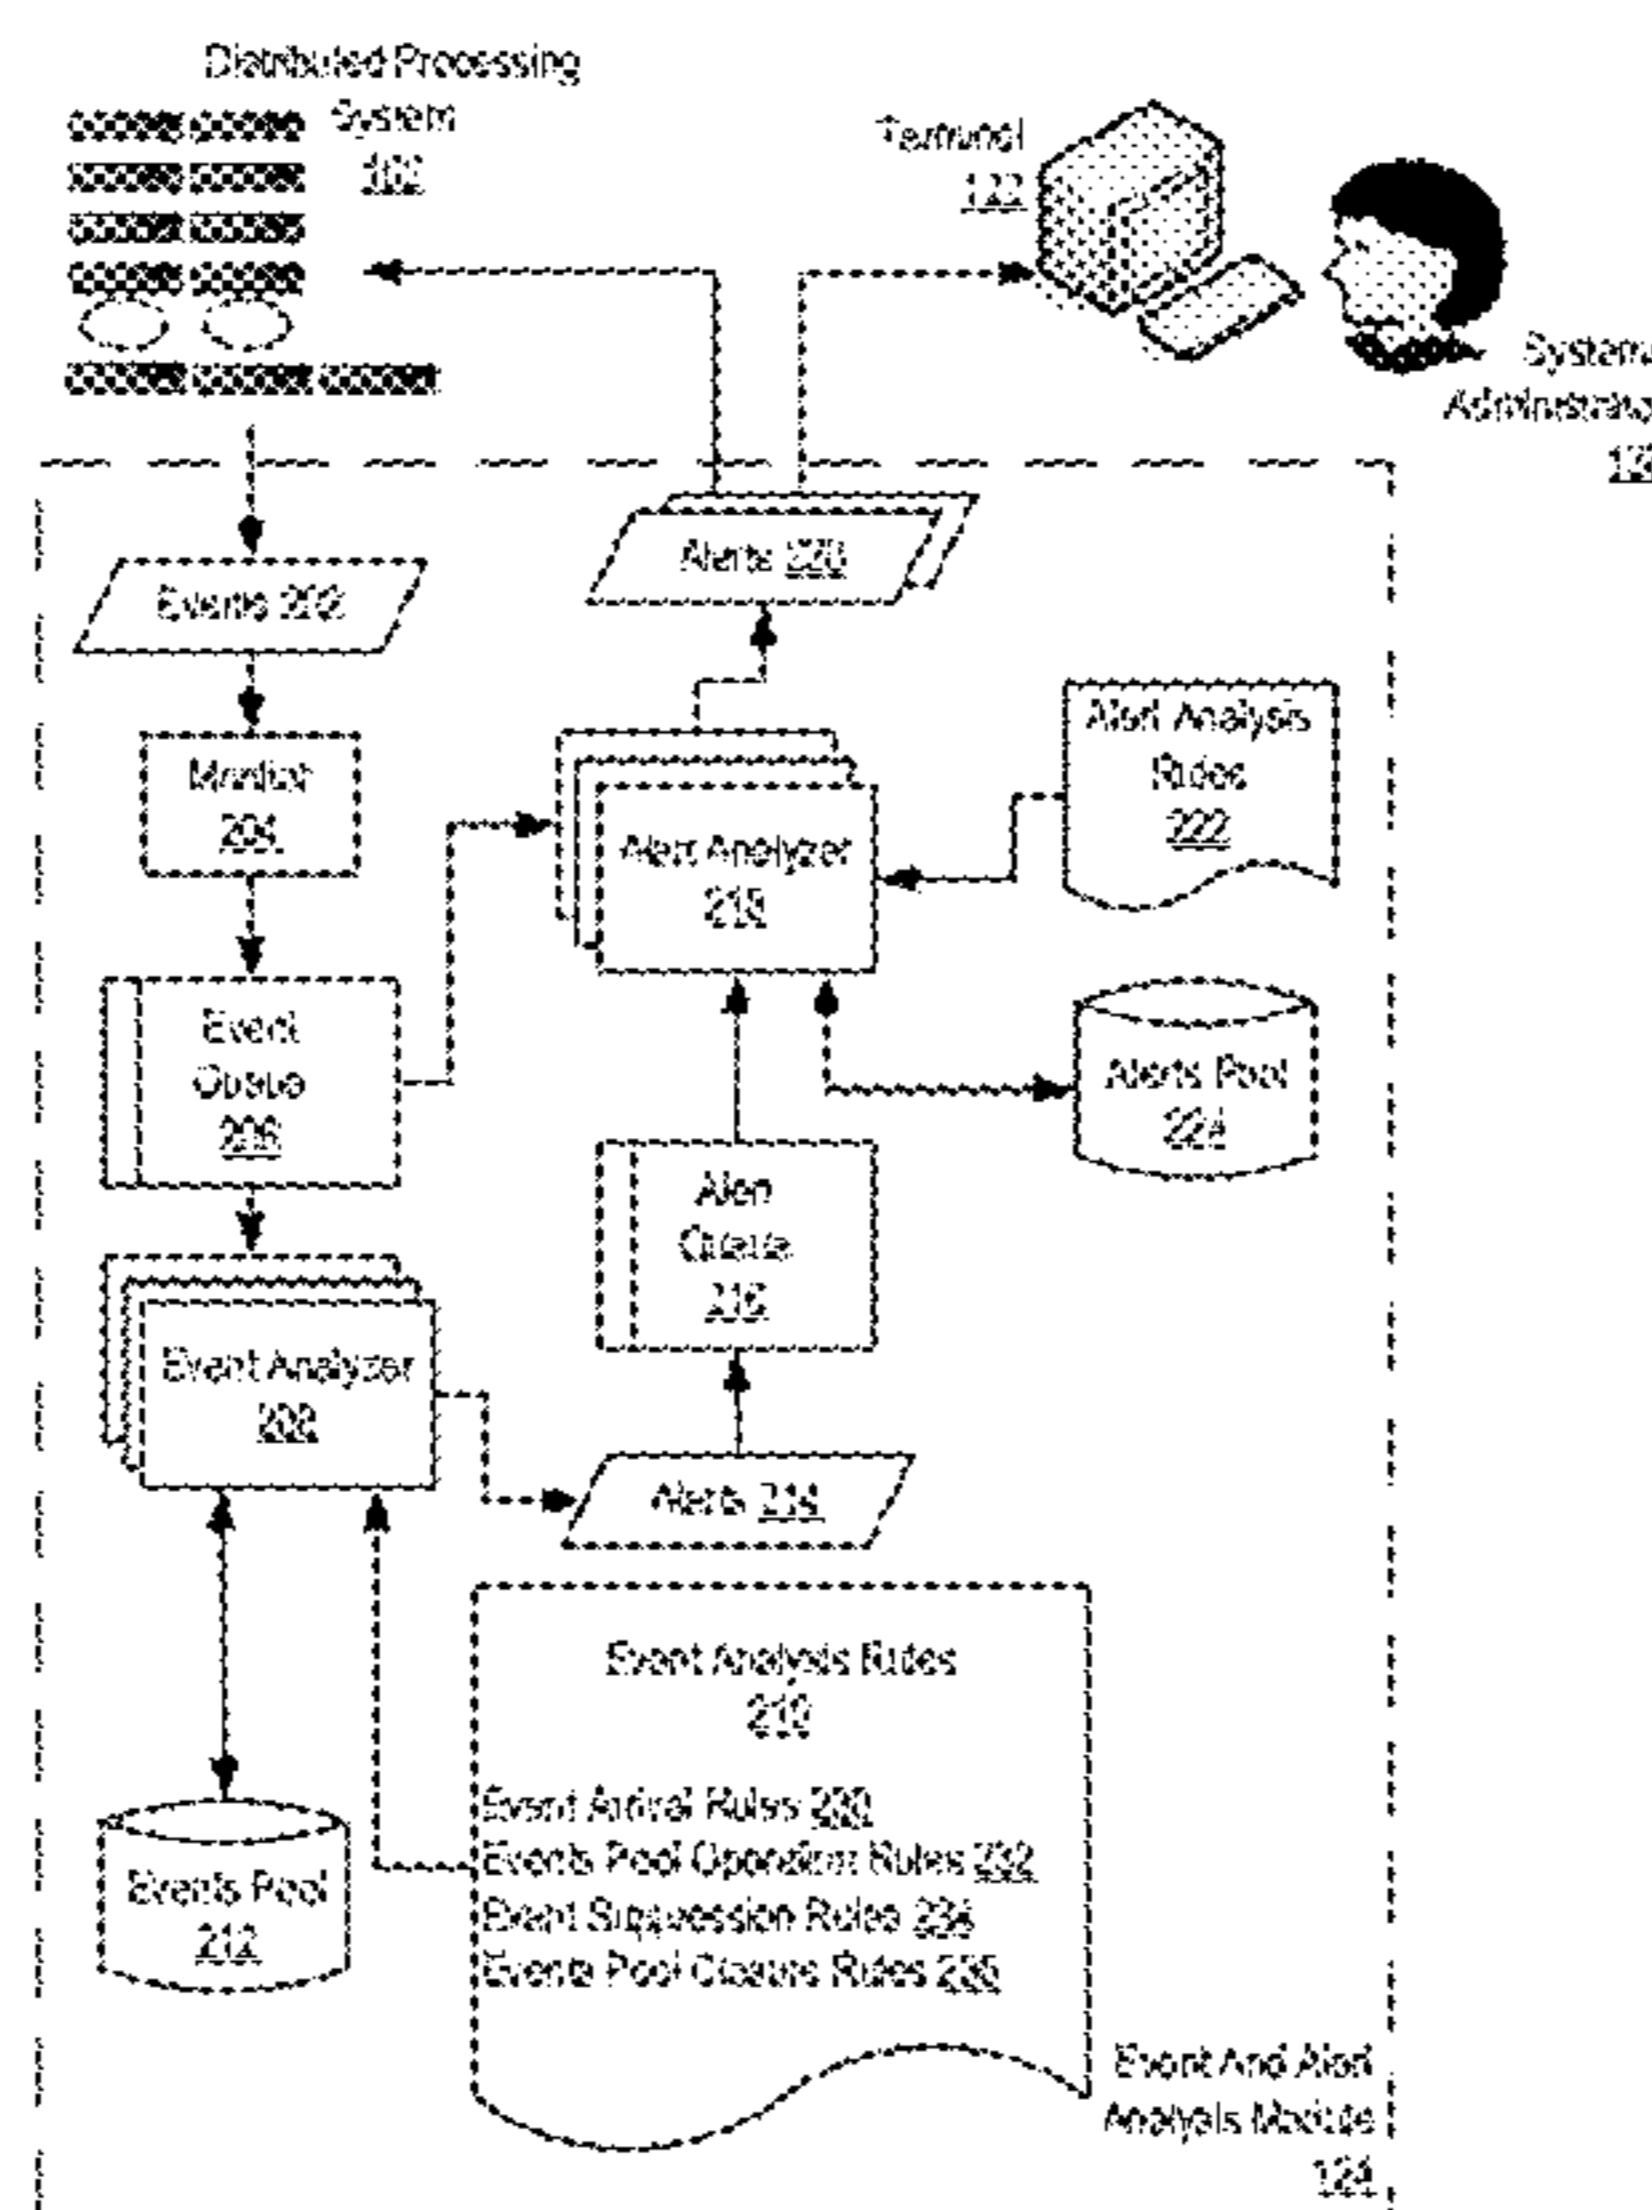 Distributed Processing
System
102
Terminal
122
Systems
Administrator
Alerts 220
Events 202
Alert Analysis
Rules
222
Monitor
204
Alert Analyzer
218
Event
Queue
206
Alerts Pool
224
Alert
Queue
216
Event Analyzer
208
Alerts 214
Event Analysis Rules
210
Event Arrival Rules 230
Events Pool Operation Rules 232
Event Suppression Rules 234
Events Pool Closure Rules 236
Events Pool
212
Event And Alert
Analysis Module
124